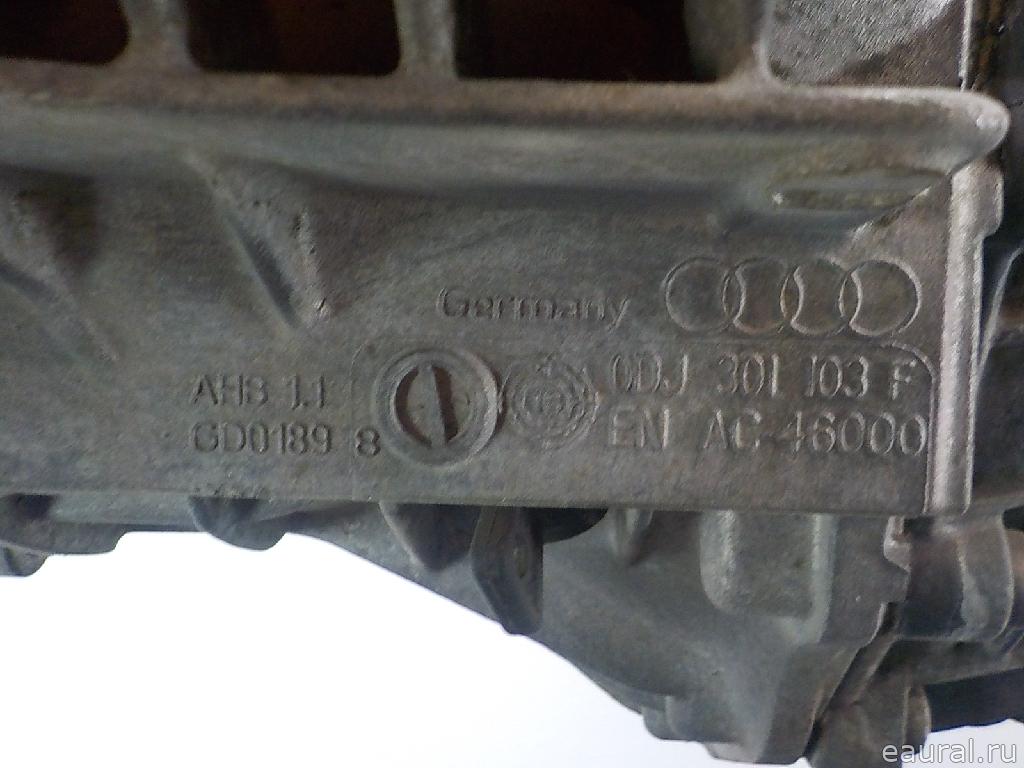 Germany
AHB 1.1
GD0189 8
0DJ 301 103 F
EN AC-46000
eaural.ru